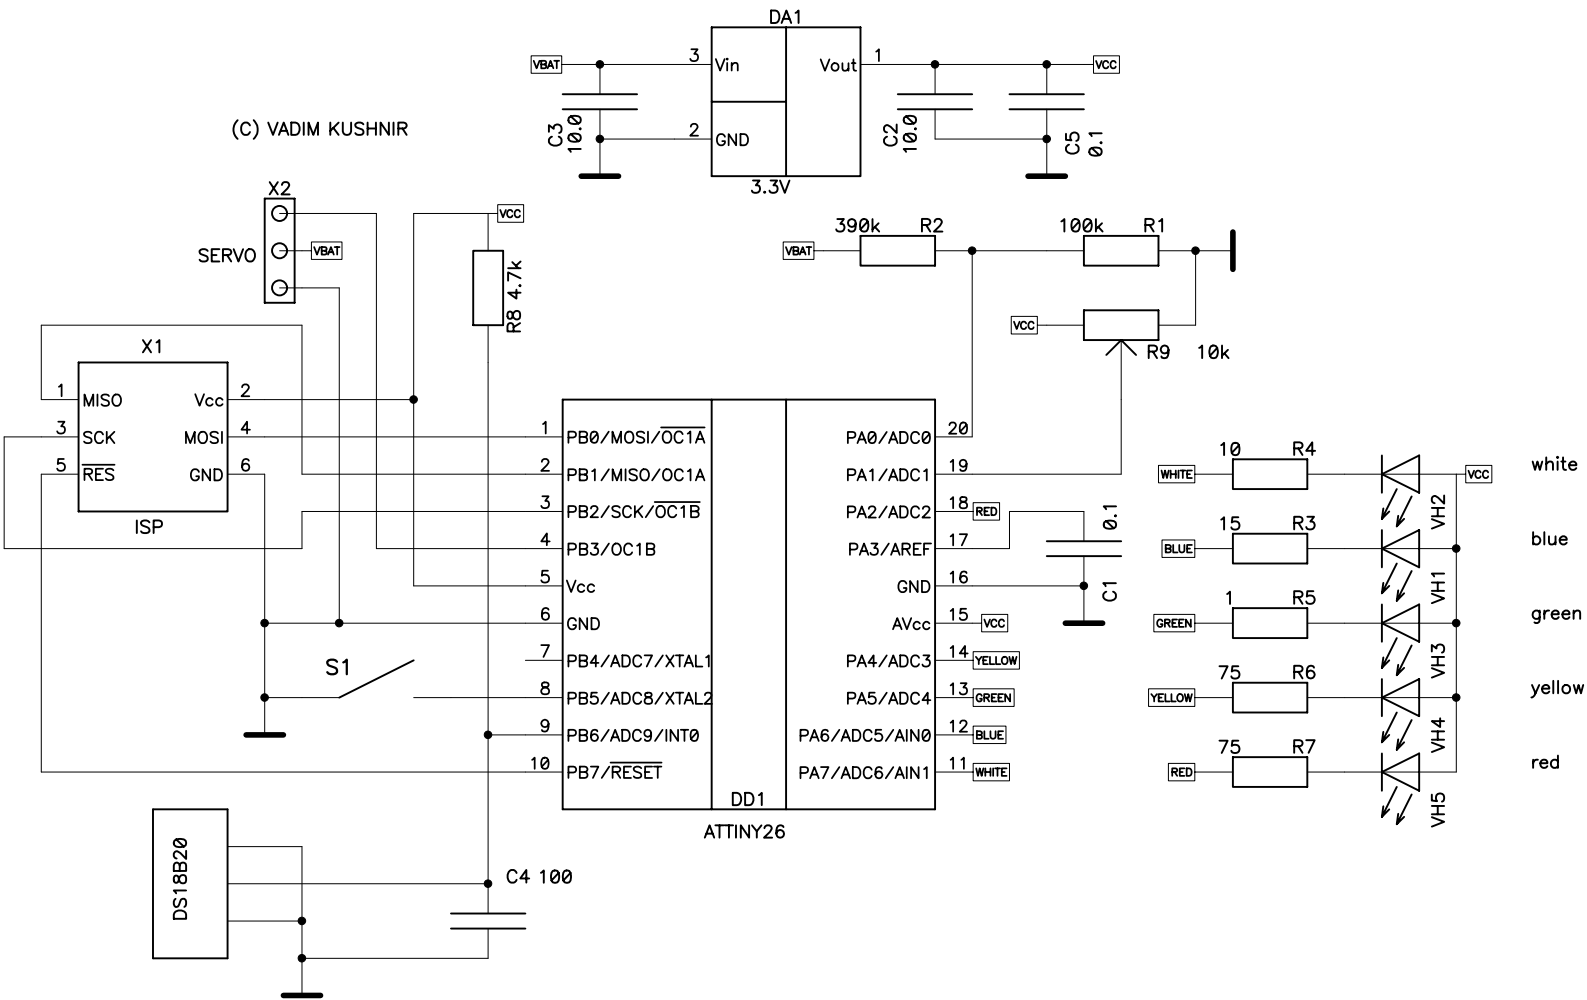 DA1
VBAT
3
Vin
Vout
1
VCC
C3
10.0
2
GND
C2
10.0
C5
0.1
3.3V
(C) VADIM KUSHNIR
X2
SERVO
VBAT
VCC
R8 4.7k
390k
R2
100k
R1
VBAT
VCC
R9
10k
X1
1
MISO
Vcc
2
3
SCK
MOSI
4
5
RES
GND
6
ISP
1
PB0/MOSI/OC1A
PA0/ADC0
20
2
PB1/MISO/OC1A
PA1/ADC1
19
3
PB2/SCK/OC1B
PA2/ADC2
18
RED
4
PB3/OC1B
PA3/AREF
17
5
Vcc
GND
16
6
GND
AVcc
15
VCC
7
PB4/ADC7/XTAL1
PA4/ADC3
14
YELLOW
8
PB5/ADC8/XTAL2
PA5/ADC4
13
GREEN
9
PB6/ADC9/INT0
PA6/ADC5/AIN0
12
BLUE
10
PB7/RESET
PA7/ADC6/AIN1
11
WHITE
DD1
ATTINY26
0.1
C1
S1
DS18B20
C4 100
WHITE
10
R4
VH2
VCC
white
BLUE
15
R3
VH1
blue
GREEN
1
R5
VH3
green
YELLOW
75
R6
VH4
yellow
RED
75
R7
VH5
red